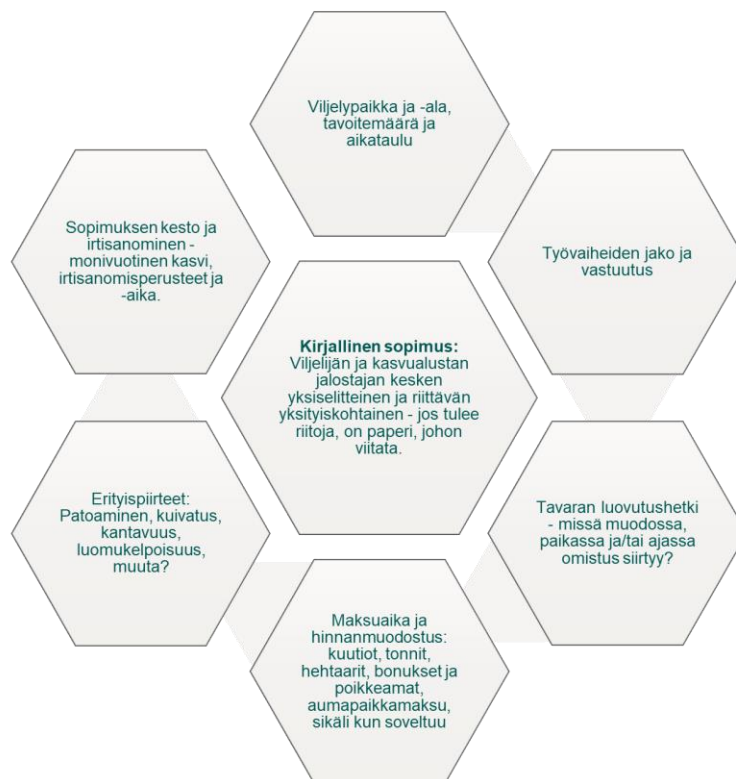 Viljelypaikka ja -ala,
tavoitemäärä ja
aikataulu
Työvaiheiden jako ja
vastuutus
Tavaran luovutushetki
- missä muodossa,
paikassa ja/tai ajassa
omistus siirtyy?
Maksuaika ja
hinnanmuodostus:
kuutiot, tonnit,
hehtaarit, bonukset ja
poikkeamat,
aumapaikkamaksu,
sikäli kun soveltuu
Erityispiirteet:
Patoaminen, kuivatus,
kantavuus,
luomukelpoisuus,
muuta?
Sopimuksen kesto ja
irtisanominen -
monivuotinen kasvi,
irtisanomisperusteet ja
-aika.
Kirjallinen sopimus:
Viljelijän ja kasvualustan
jalostajan kesken
yksiselitteinen ja riittävän
yksityiskohtainen - jos tulee
riitoja, on paperi, johon
viitata.